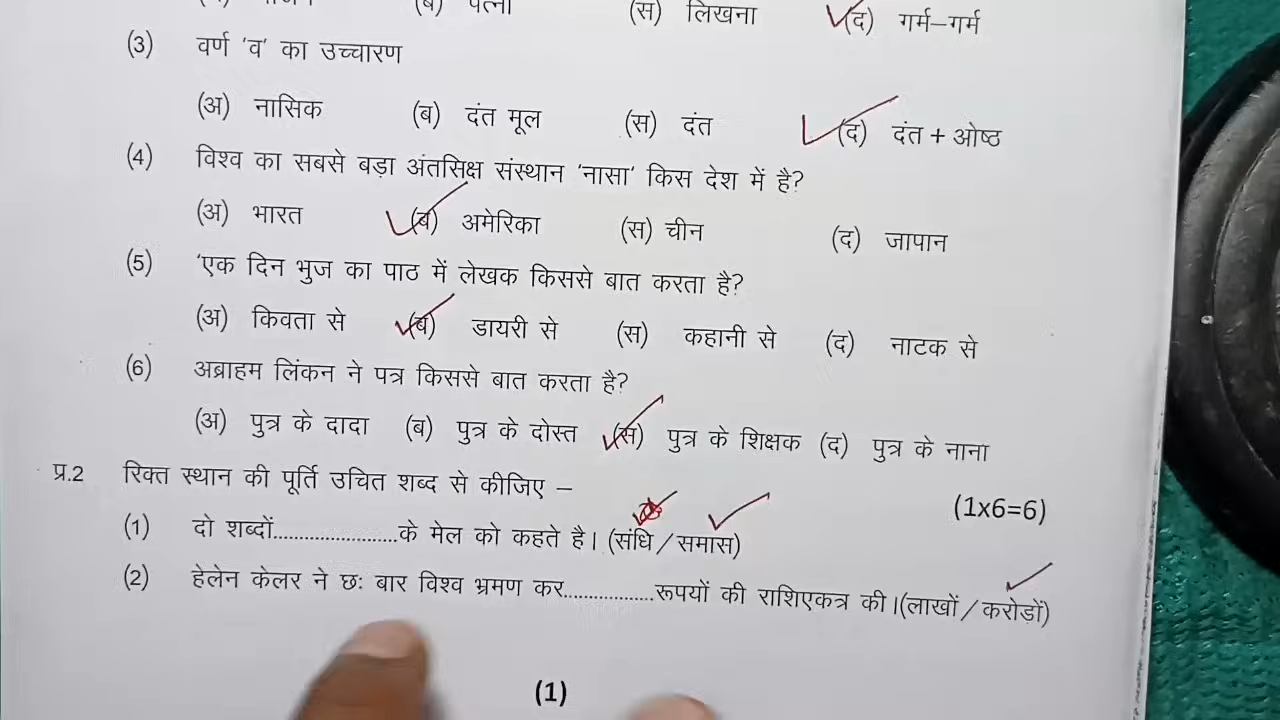 (ब) पत्नी (स) लिखना (द) गर्म–गर्म
(3) वर्ण 'व' का उच्चारण
(अ) नासिक (ब) दंत मूल (स) दंत (द) दंत + ओष्ठ
(4) विश्व का सबसे बड़ा अंतसिक्ष संस्थान 'नासा' किस देश में है?
(अ) भारत (ब) अमेरिका (स) चीन (द) जापान
(5) 'एक दिन भुज का पाठ में लेखक किससे बात करता है?
(अ) किवता से (ब) डायरी से (स) कहानी से (द) नाटक से
(6) अब्राहम लिंकन ने पत्र किससे बात करता है?
(अ) पुत्र के दादा (ब) पुत्र के दोस्त (स) पुत्र के शिक्षक (द) पुत्र के नाना
प्र.2 रिक्त स्थान की पूर्ति उचित शब्द से कीजिए – (1x6=6)
(1) दो शब्दों.......................के मेल को कहते है। (संधि / समास)
(2) हेलेन केलर ने छः बार विश्व भ्रमण कर.................रूपयों की राशिएकत्र की।(लाखों / करोड़ों)
(1)